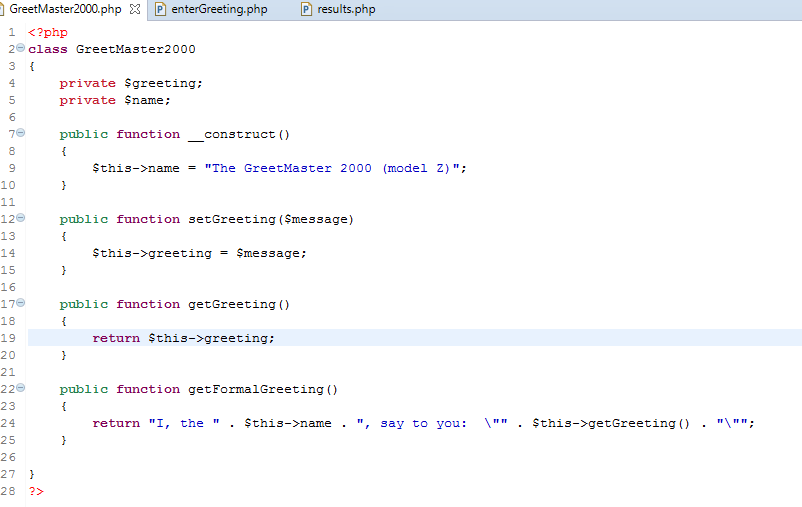 GreetMaster2000.php enterGreeting.php results.php
1 <?php
2 class GreetMaster2000
3 {
4     private $greeting;
5     private $name;
6
7     public function __construct()
8     {
9         $this->name = "The GreetMaster 2000 (model Z)";
10     }
11
12     public function setGreeting($message)
13     {
14         $this->greeting = $message;
15     }
16
17     public function getGreeting()
18     {
19         return $this->greeting;
20     }
21
22     public function getFormalGreeting()
23     {
24         return "I, the " . $this->name . ", say to you:  \"" . $this->getGreeting() . "\"";
25     }
26
27 }
28 ?>